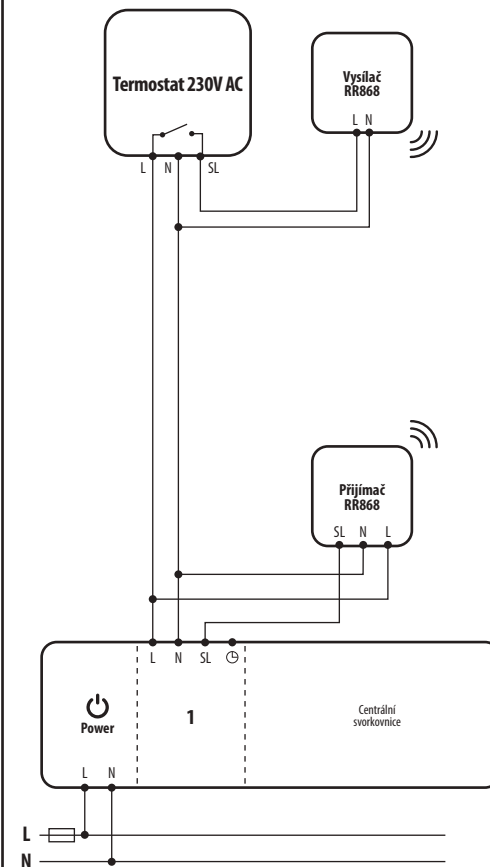 Termostat 230V AC
L N SL
Vysílač
RR868
L N
Přijímač
RR868
SL N L
L N SL
Power
1
Centrální
svorkovnice
L N
L
N